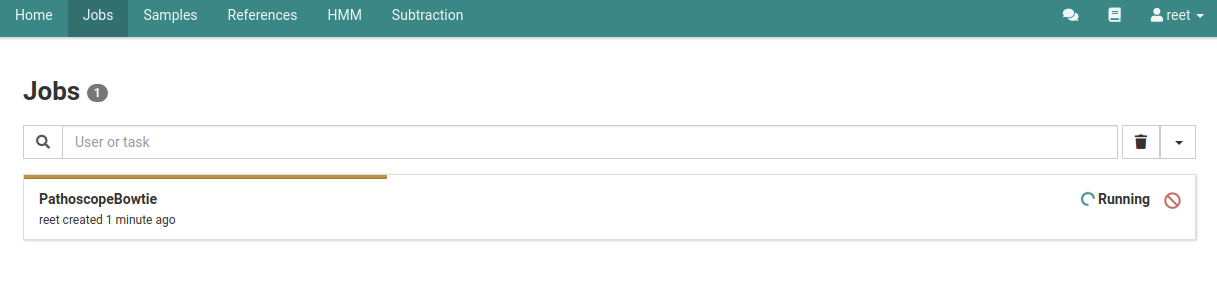 Home Jobs Samples References HMM Subtraction reet
Jobs 1
User or task
PathoscopeBowtie Running
reet created 1 minute ago